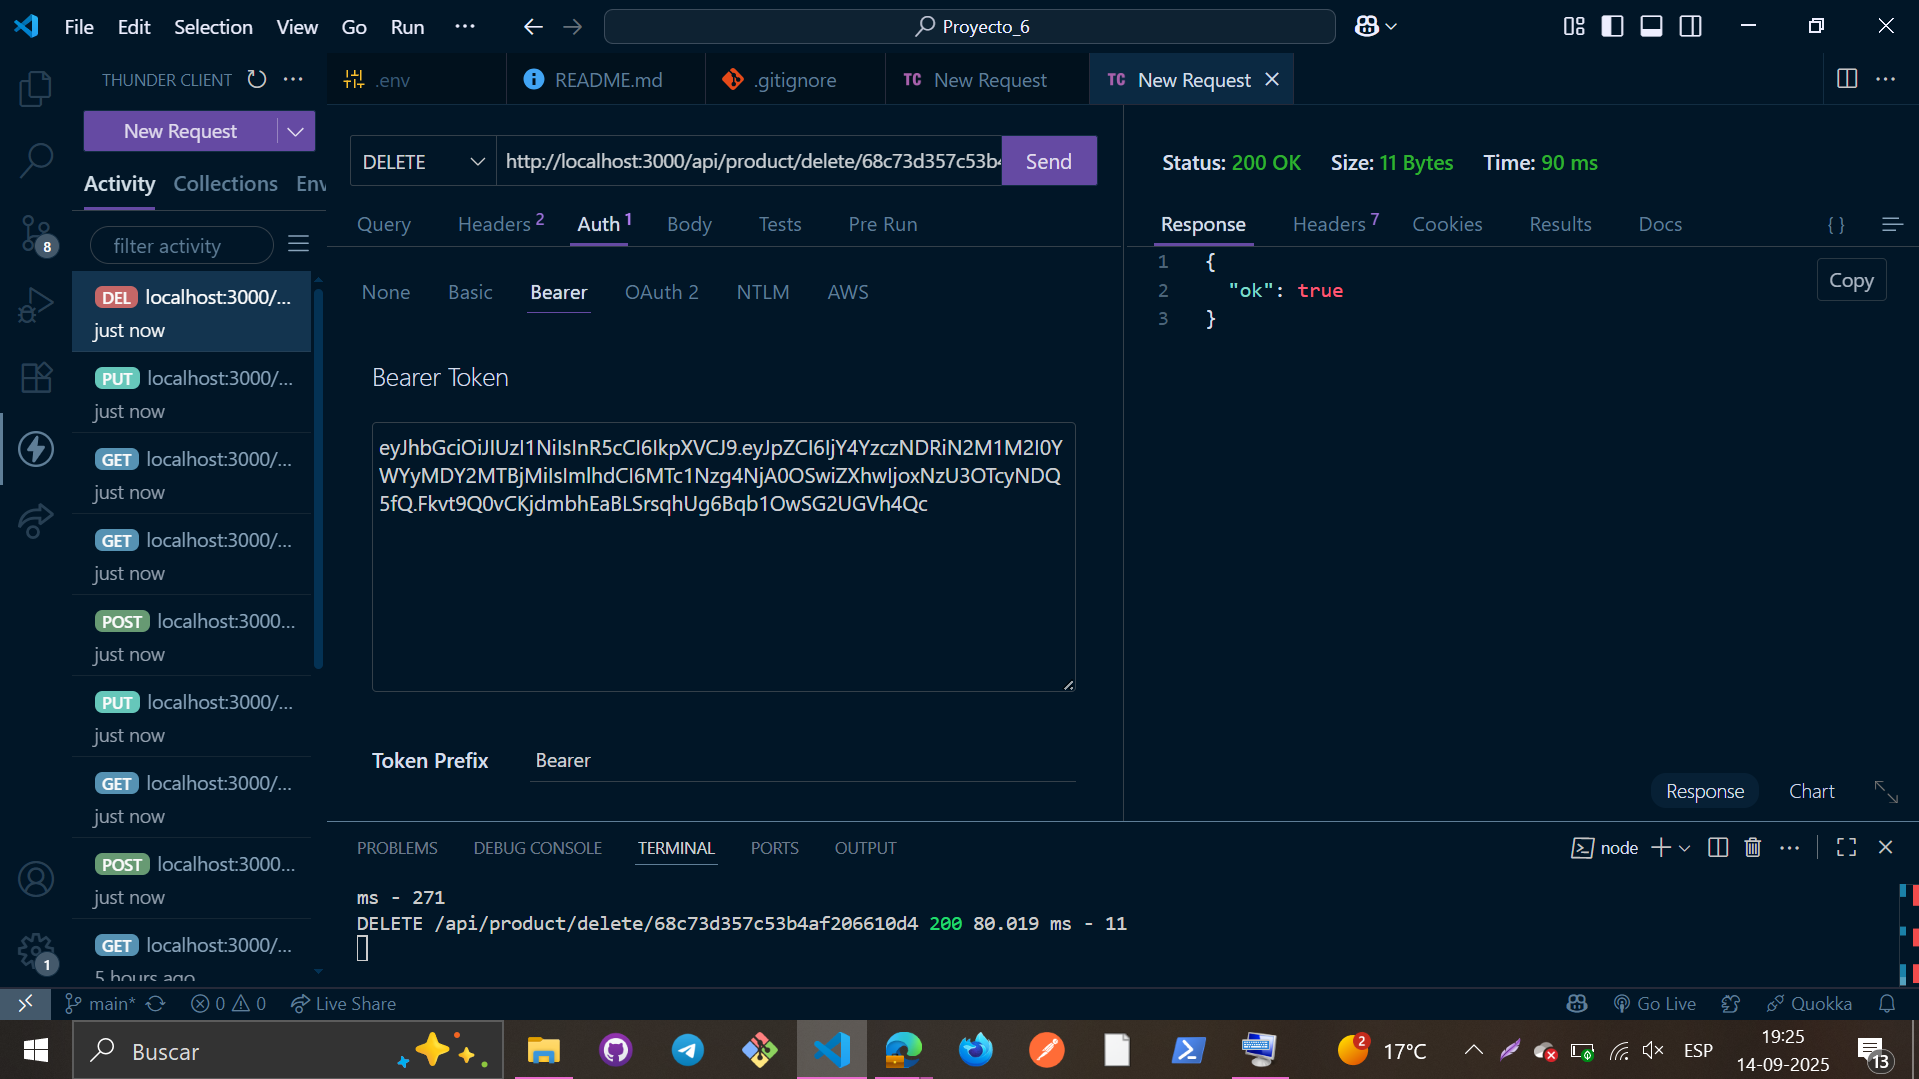 File Edit Selection View Go Run ···
Proyecto_6
THUNDER CLIENT
.env
README.md
.gitignore
TC New Request
TC New Request
New Request
Activity Collections Env
filter activity
DEL localhost:3000/...
just now
PUT localhost:3000/...
just now
GET localhost:3000/...
just now
GET localhost:3000/...
just now
POST localhost:3000...
just now
PUT localhost:3000/...
just now
GET localhost:3000/...
just now
POST localhost:3000...
just now
GET localhost:3000/...
5 hours ago
8
1
DELETE http://localhost:3000/api/product/delete/68c73d357c53b4 Send
Query Headers 2 Auth 1 Body Tests Pre Run
None Basic Bearer OAuth 2 NTLM AWS
Bearer Token
eyJhbGciOiJIUzI1NiIsInR5cCI6IkpXVCJ9.eyJpZCI6IjY4YzczNDRiN2M1M2I0Y
WYyMDY2MTBjMiIsImlhdCI6MTc1Nzg4NjA0OSwiZXhwIjoxNzU3OTcyNDQ
5fQ.Fkvt9Q0vCKjdmbhEaBLSrsqhUg6Bqb1OwSG2UGVh4Qc
Token Prefix Bearer
Status: 200 OK Size: 11 Bytes Time: 90 ms
Response Headers 7 Cookies Results Docs { }
1 {
2 "ok": true
3 }
Copy
Response Chart
PROBLEMS DEBUG CONSOLE TERMINAL PORTS OUTPUT
node
ms - 271
DELETE /api/product/delete/68c73d357c53b4af206610d4 200 80.019 ms - 11
main* 0 0 Live Share
Go Live Quokka
Buscar
2 17°C
ESP
19:25
14-09-2025
13